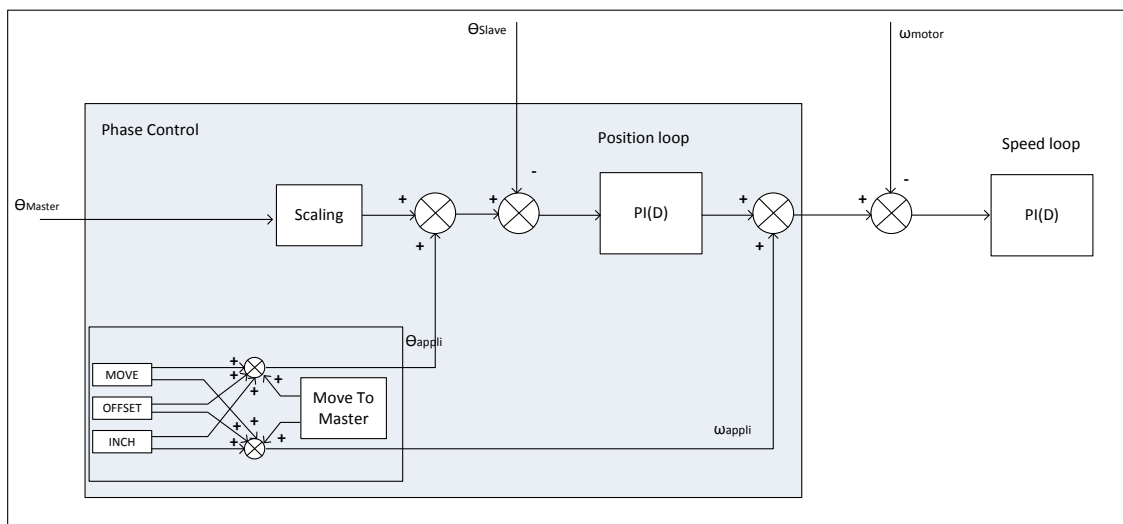 ΘSlave
ωmotor
Phase Control
Position loop
Speed loop
-
-
ΘMaster
Scaling
+
+
+
PI(D)
+
+
+
PI(D)
Θappli
MOVE
+
+
+
+
Move To
Master
OFFSET
+
+
INCH
+
+
ωappli